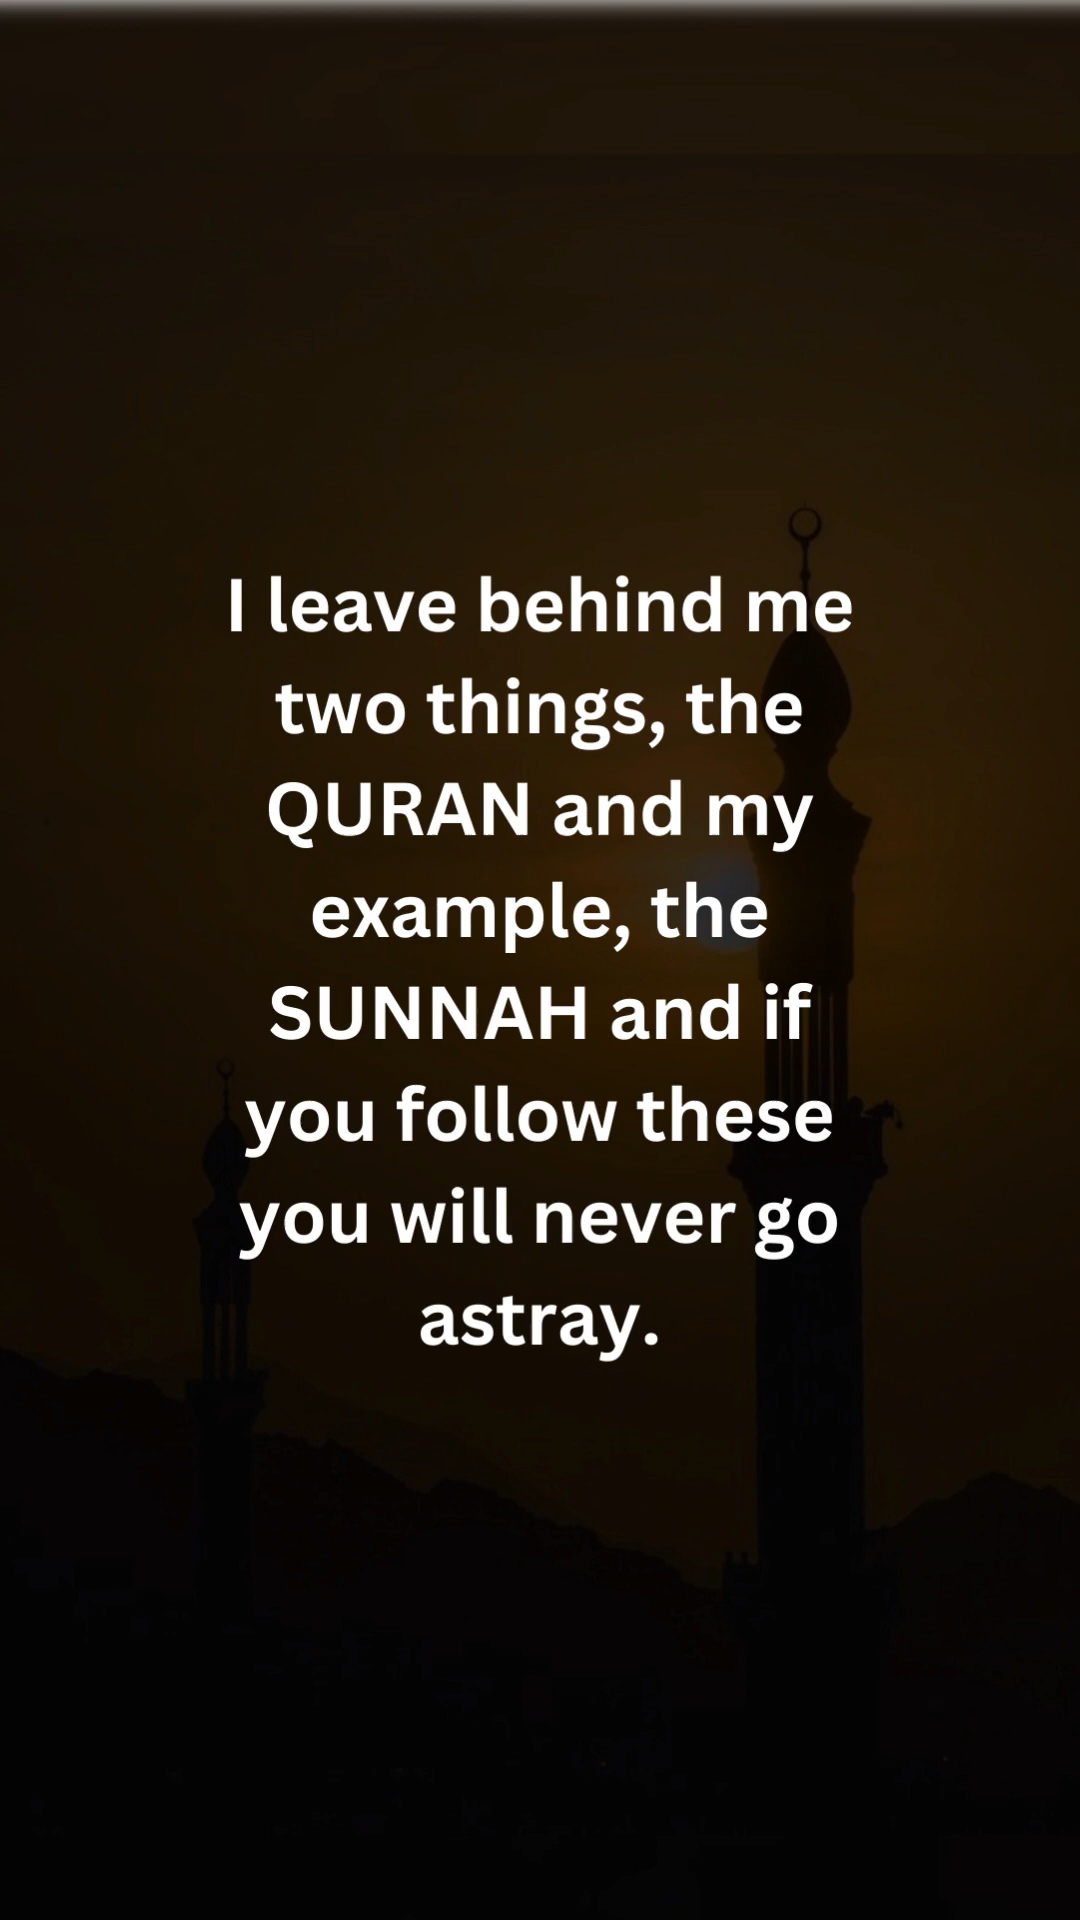 I leave behind me
two things, the
QURAN and my
example, the
SUNNAH and if
you follow these
you will never go
astray.